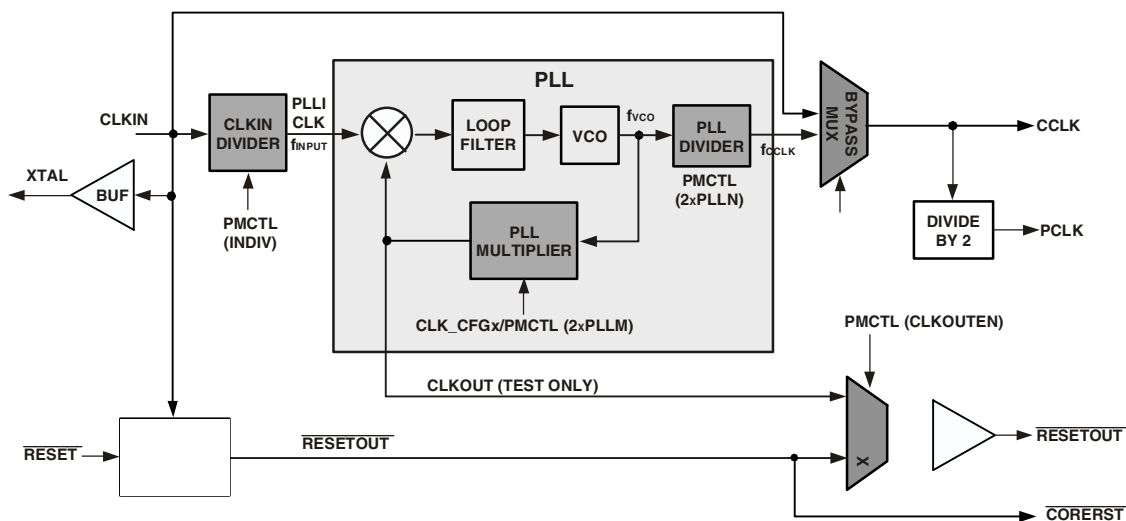 PLL
CLKIN
CLKIN
DIVIDER
PLLI
CLK
fINPUT
LOOP
FILTER
VCO
fVCO
PLL
DIVIDER
fCCLK
BYPASS
MUX
CCLK
XTAL
BUF
PMCTL
(INDIV)
PMCTL
(2xPLLN)
PLL
MULTIPLIER
DIVIDE
BY 2
PCLK
CLK_CFGx/PMCTL (2xPLLM)
PMCTL (CLKOUTEN)
CLKOUT (TEST ONLY)
RESET
RESETOUT
X
RESETOUT
CORERST